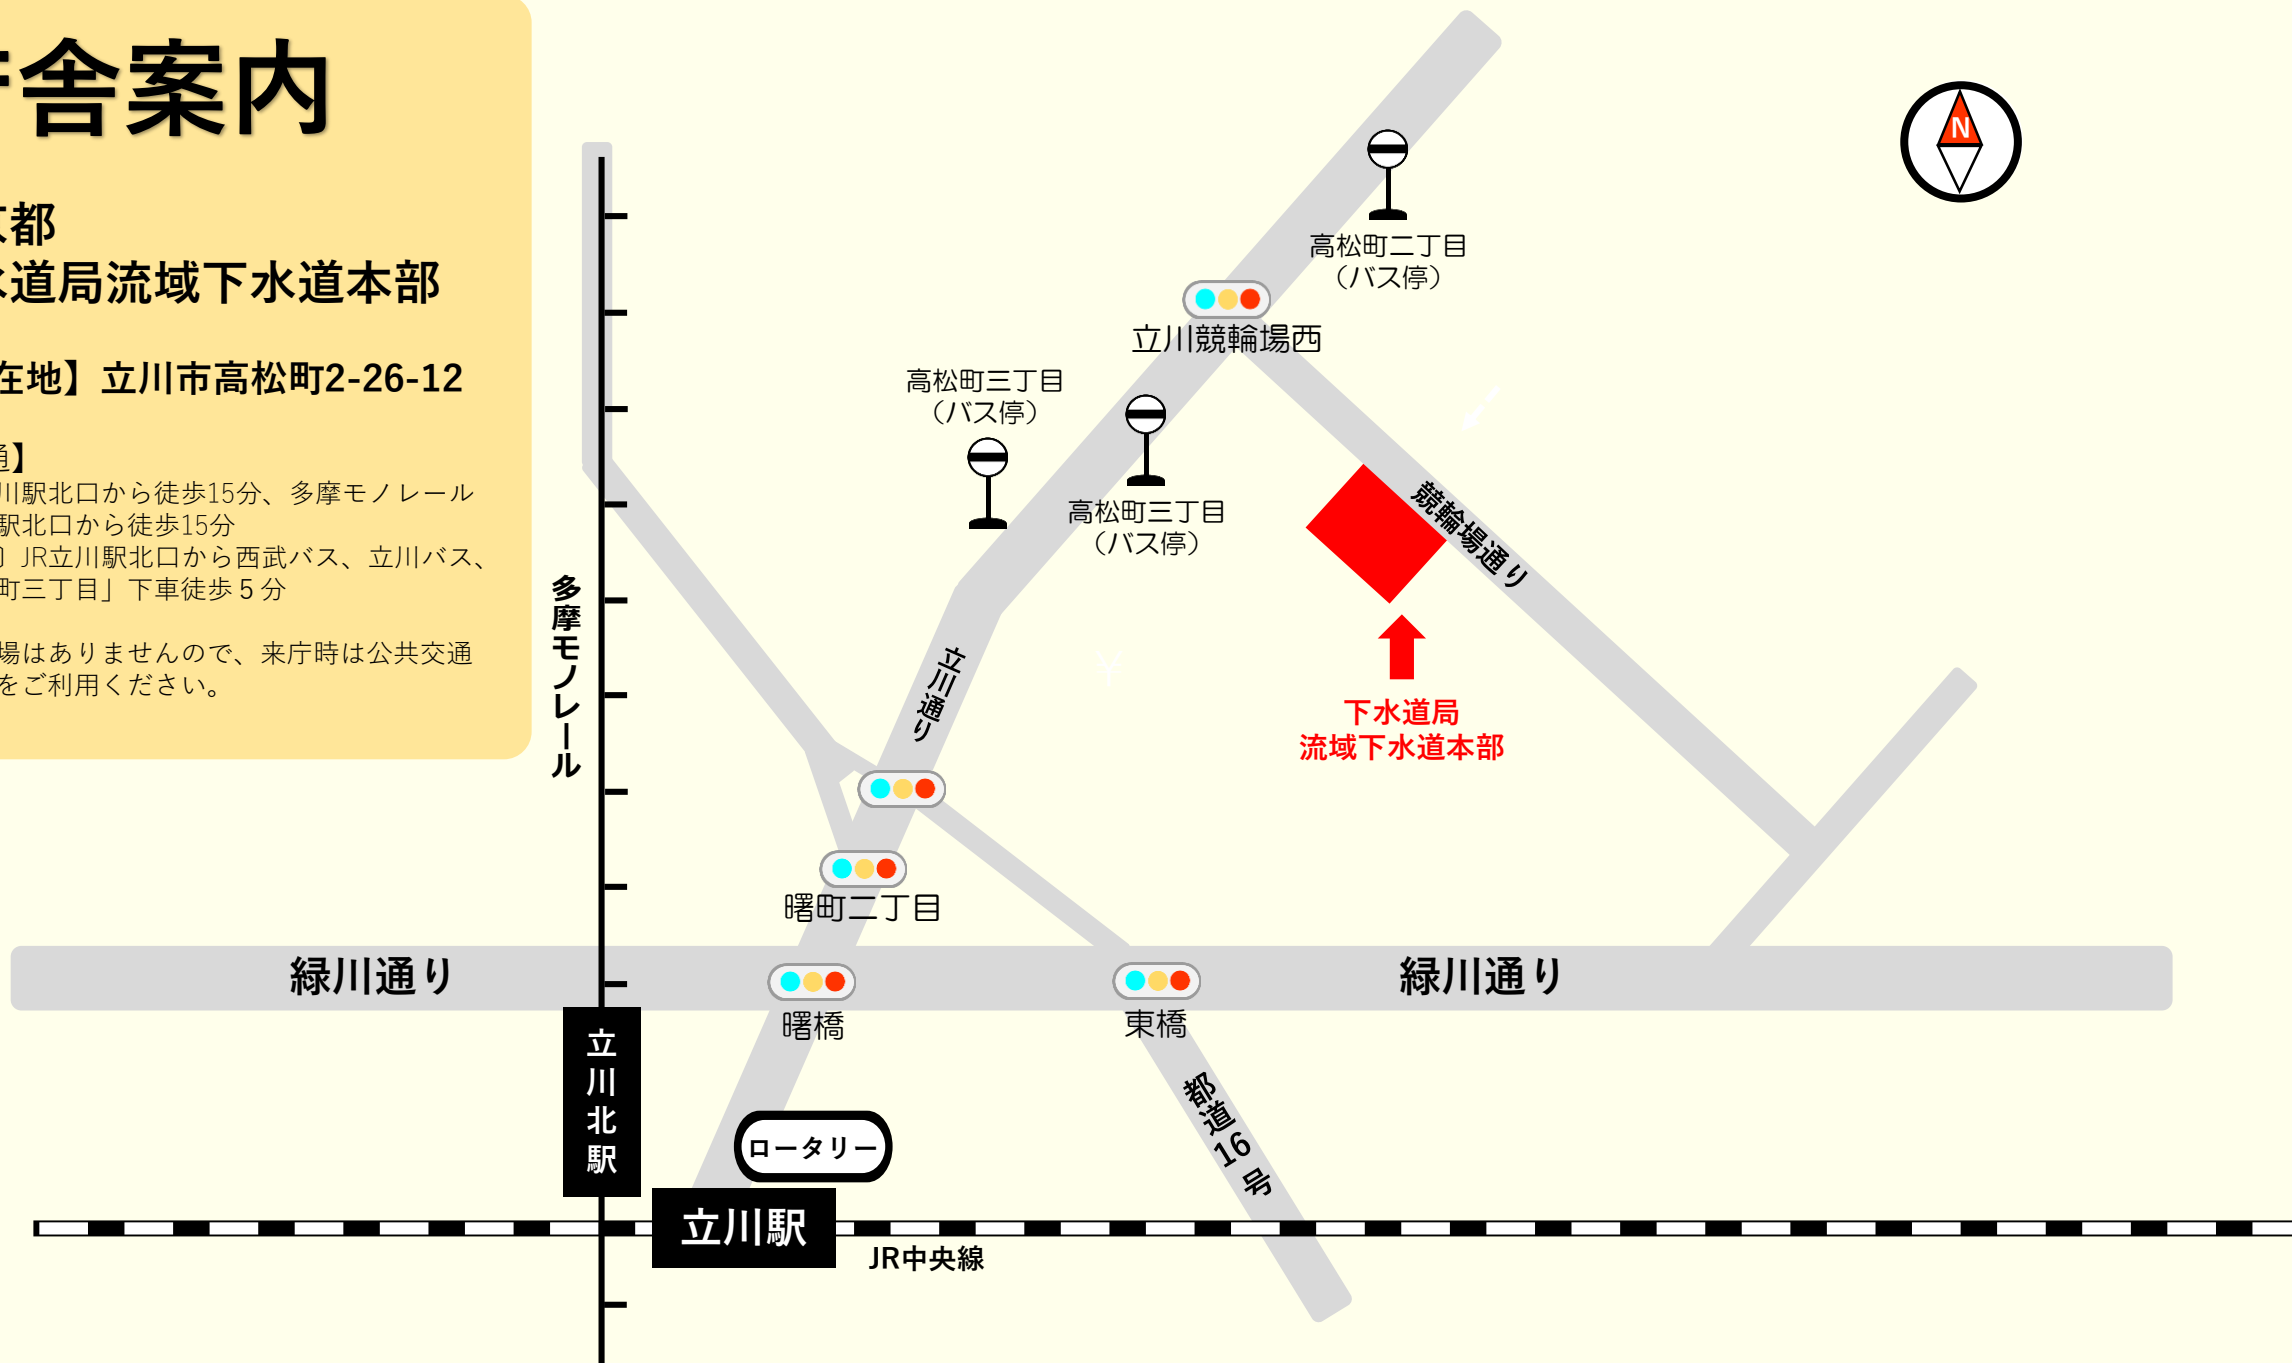 舎案内
都
水道局流域下水道本部
在地】立川市高松町2-26-12
通】
川駅北口から徒歩15分、多摩モノレール
駅北口から徒歩15分
JR立川駅北口から西武バス、立川バス、
町三丁目」下車徒歩５分
場はありませんので、来庁時は公共交通
をご利用ください。
N
高松町二丁目
（バス停）
立川競輪場西
高松町三丁目
（バス停）
高松町三丁目
（バス停）
競輪場通り
多摩モノレール
立川通り
下水道局
流域下水道本部
曙町二丁目
緑川通り
緑川通り
曙橋
東橋
立川北駅
都道16号
ロータリー
立川駅
JR中央線